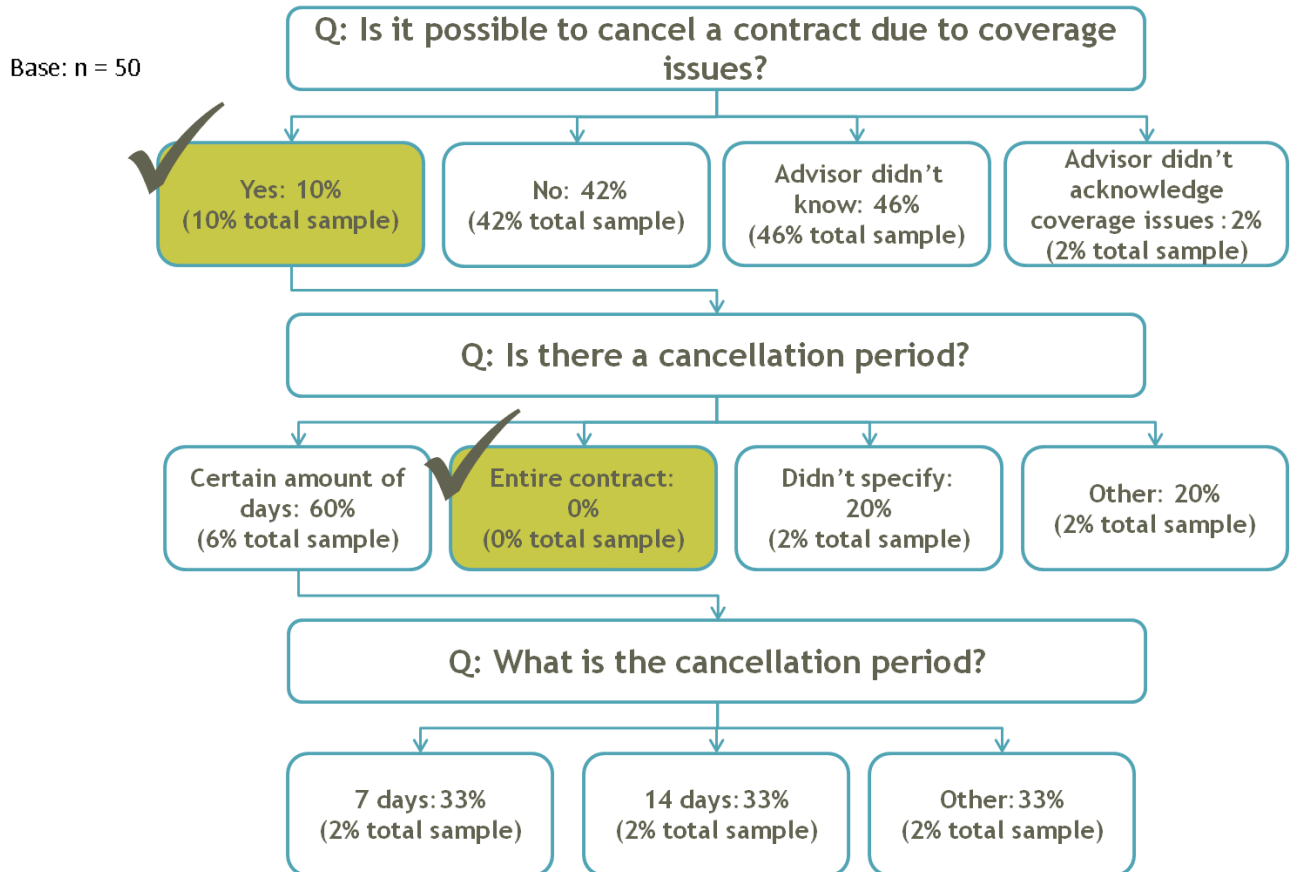 Q: Is it possible to cancel a contract due to coverage
issues?
Base: n = 50
Yes: 10%
(10% total sample)
No: 42%
(42% total sample)
Advisor didn't
know: 46%
(46% total sample)
Advisor didn't
acknowledge
coverage issues : 2%
(2% total sample)
Q: Is there a cancellation period?
Certain amount of
days: 60%
(6% total sample)
Entire contract:
0%
(0% total sample)
Didn't specify:
20%
(2% total sample)
Other: 20%
(2% total sample)
Q: What is the cancellation period?
7 days: 33%
(2% total sample)
14 days: 33%
(2% total sample)
Other: 33%
(2% total sample)